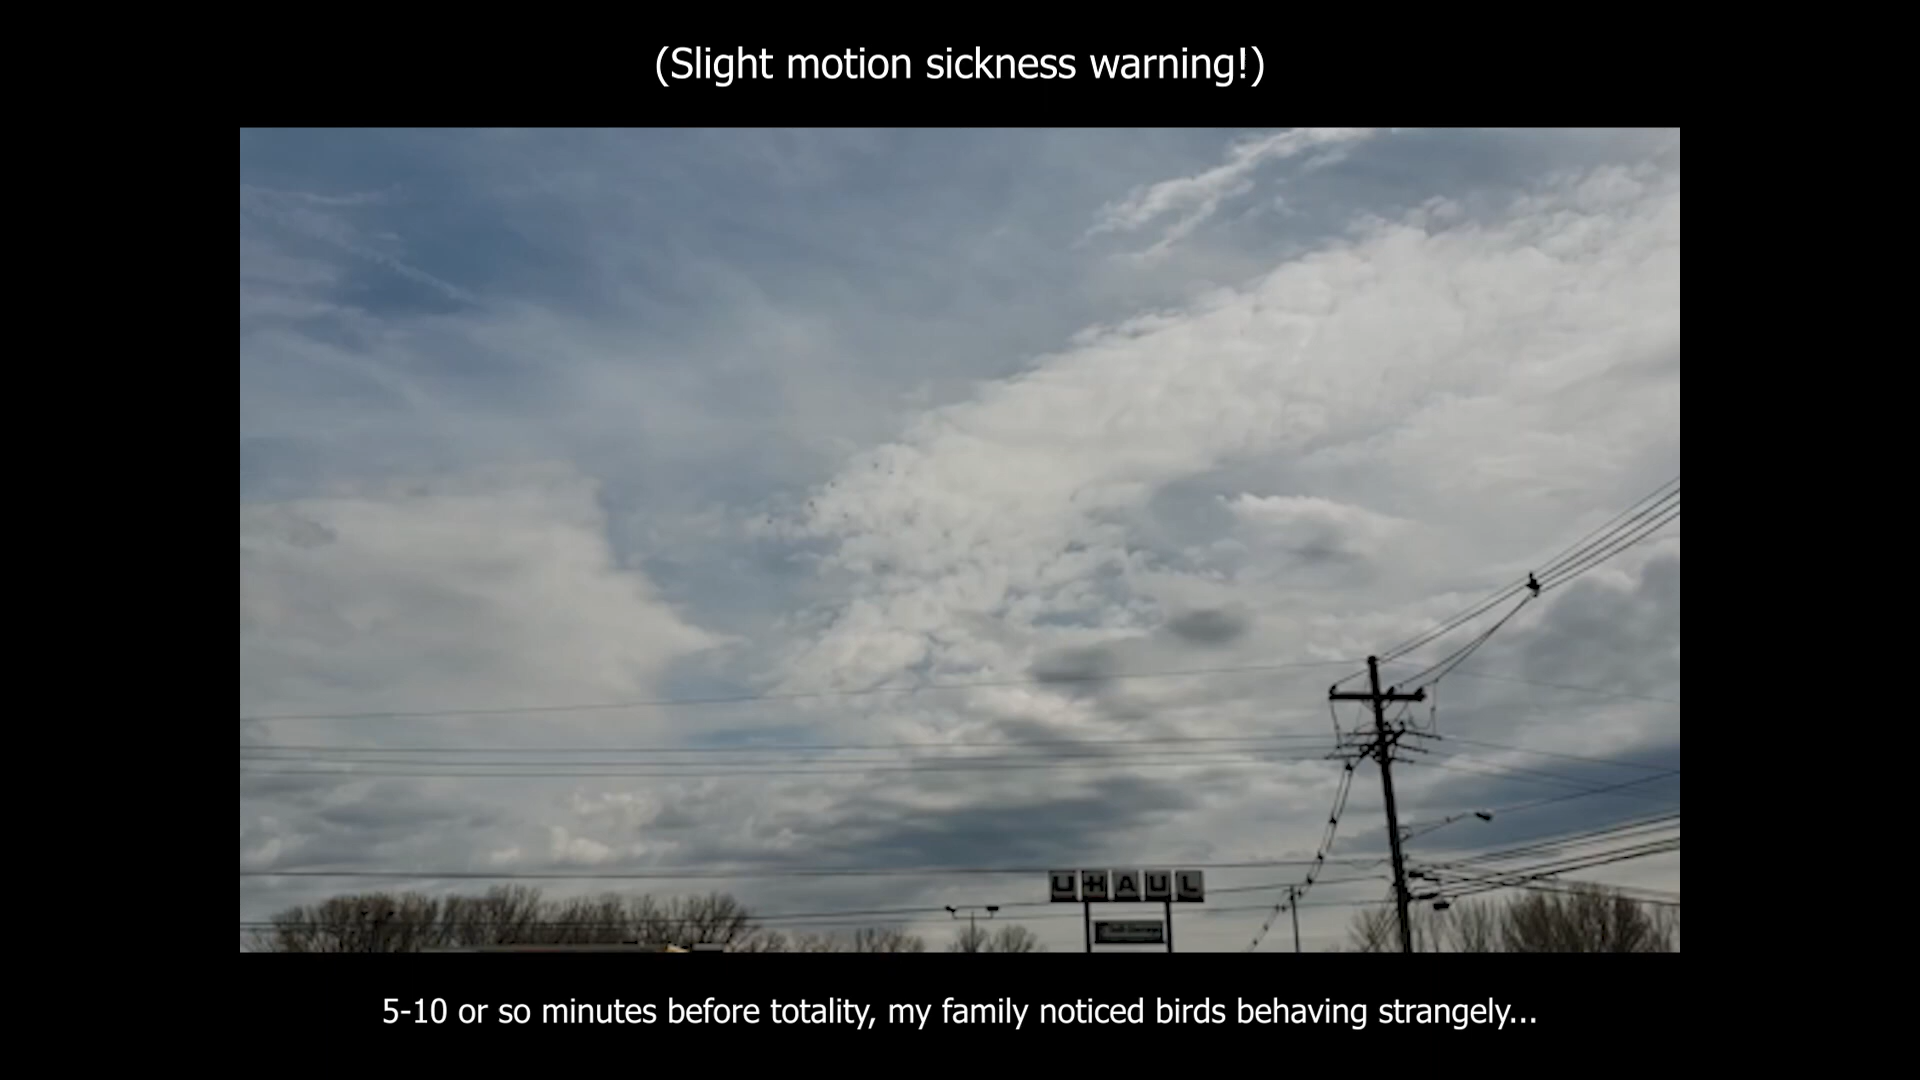 (Slight motion sickness warning!)
UHAUL
5-10 or so minutes before totality, my family noticed birds behaving strangely...